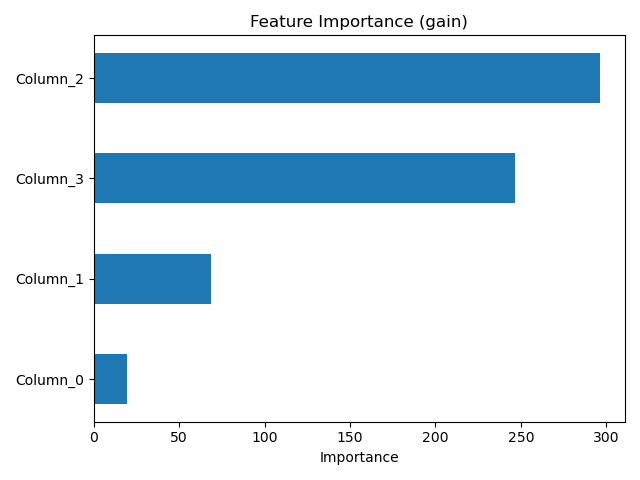 Feature Importance (gain)
Column_2
Column_3
Column_1
Column_0
0 50 100 150 200 250 300
Importance